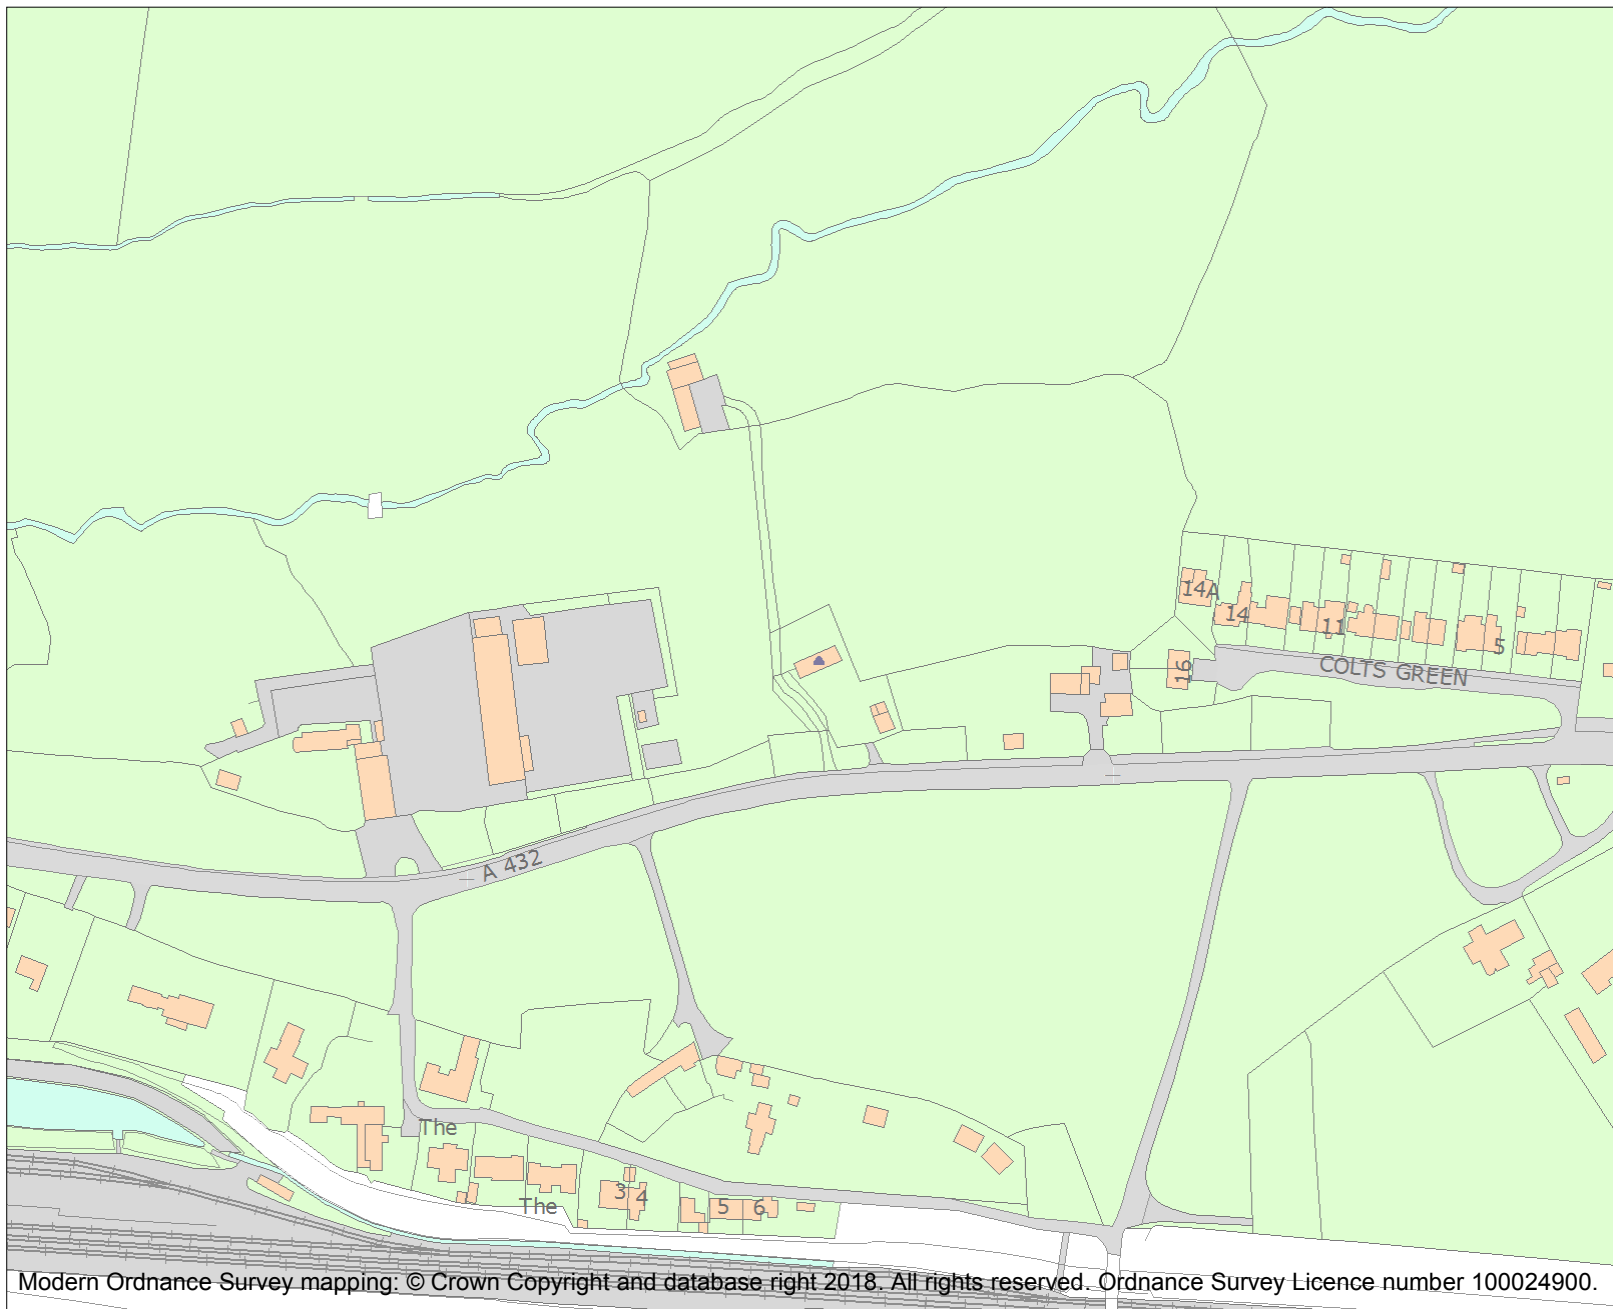 14A
14
11
5
16
COLTS GREEN
A 432
The
The
3
4
5
6
Modern Ordnance Survey mapping: © Crown Copyright and database right 2018. All rights reserved. Ordnance Survey Licence number 100024900.